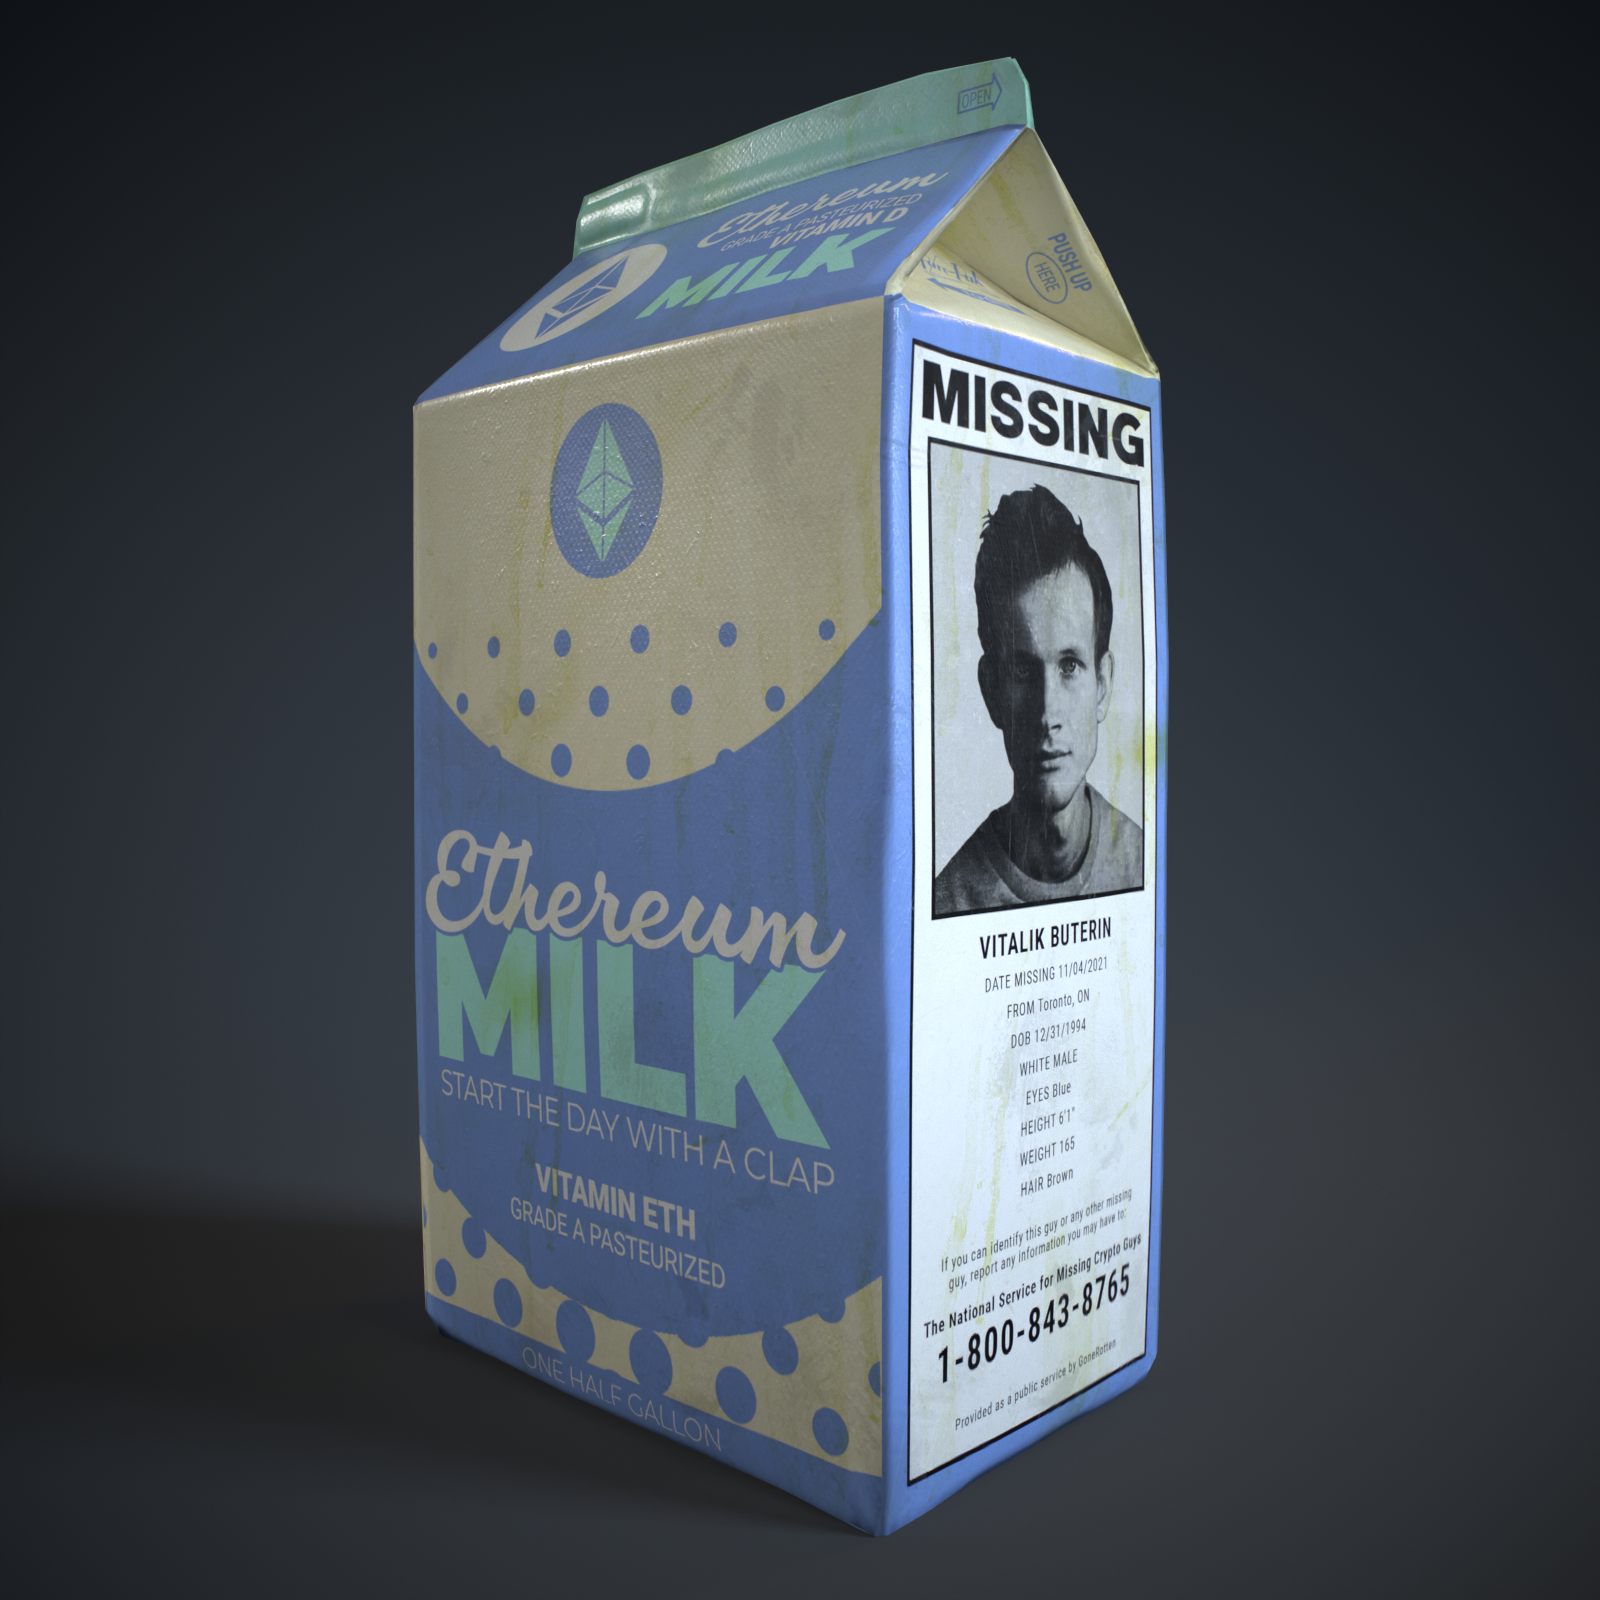 OPEN
Ethereum
GRADE A PASTEURIZED
VITAMIN D
MILK
PUSH UP
HERE
Ethereum
MILK
START THE DAY WITH A CLAP
VITAMIN ETH
GRADE A PASTEURIZED
ONE HALF GALLON
MISSING
VITALIK BUTERIN
DATE MISSING 11/04/2021
FROM Toronto, ON
DOB 12/31/1994
WHITE MALE
EYES Blue
HEIGHT 6'1"
WEIGHT 165
HAIR Brown
If you can identify this guy or any other missing
guy, report any information you may have to:
The National Service for Missing Crypto Guys
1-800-843-8765
Provided as a public service by GoneRotten